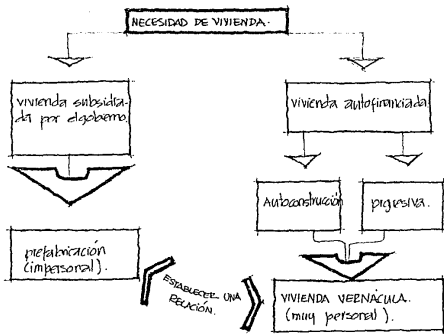 NECESIDAD DE VIVIENDA.
vivienda subsidia-
da por el gobierno
vivienda autofinanciada
Autoconstrucción
progresiva.
prefabricación
(impersonal).
ESTABLECER UNA
RELACIÓN.
VIVIENDA VERNÁCULA.
(muy personal).